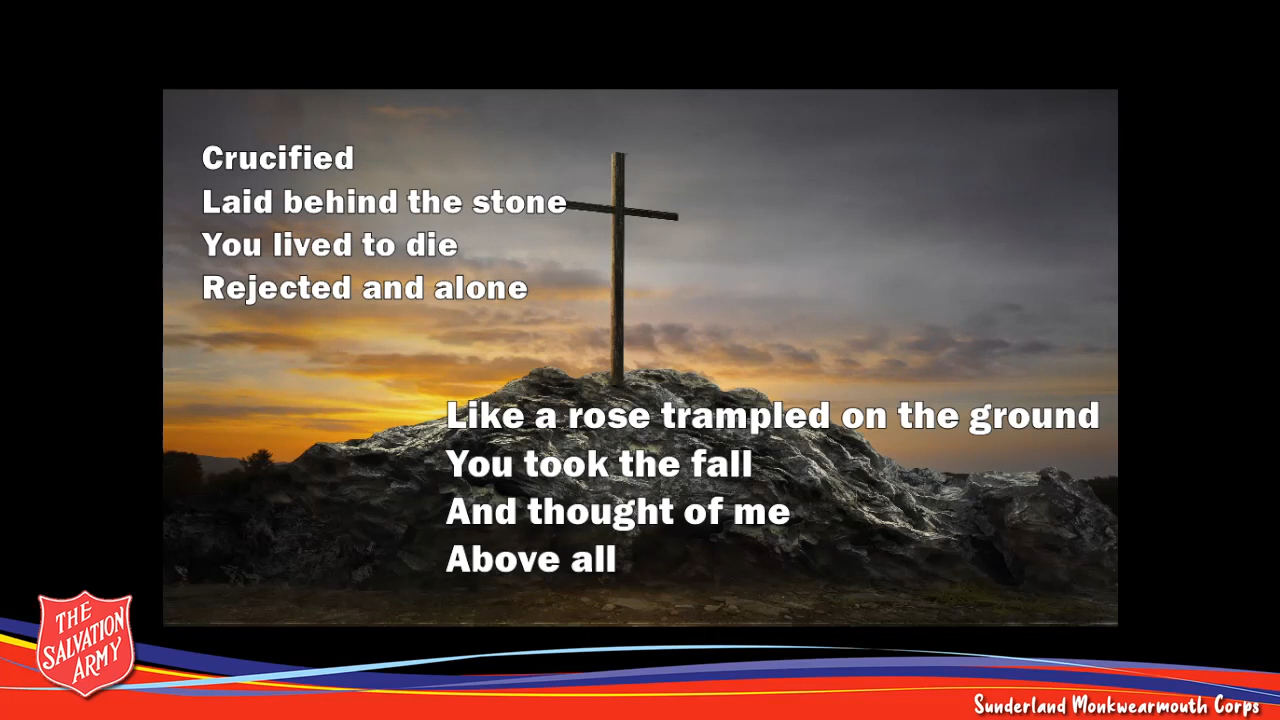 Crucified
Laid behind the stone
You lived to die
Rejected and alone
Like a rose trampled on the ground
You took the fall
And thought of me
Above all
THE
SALVATION
ARMY
Sunderland Monkwearmouth Corps